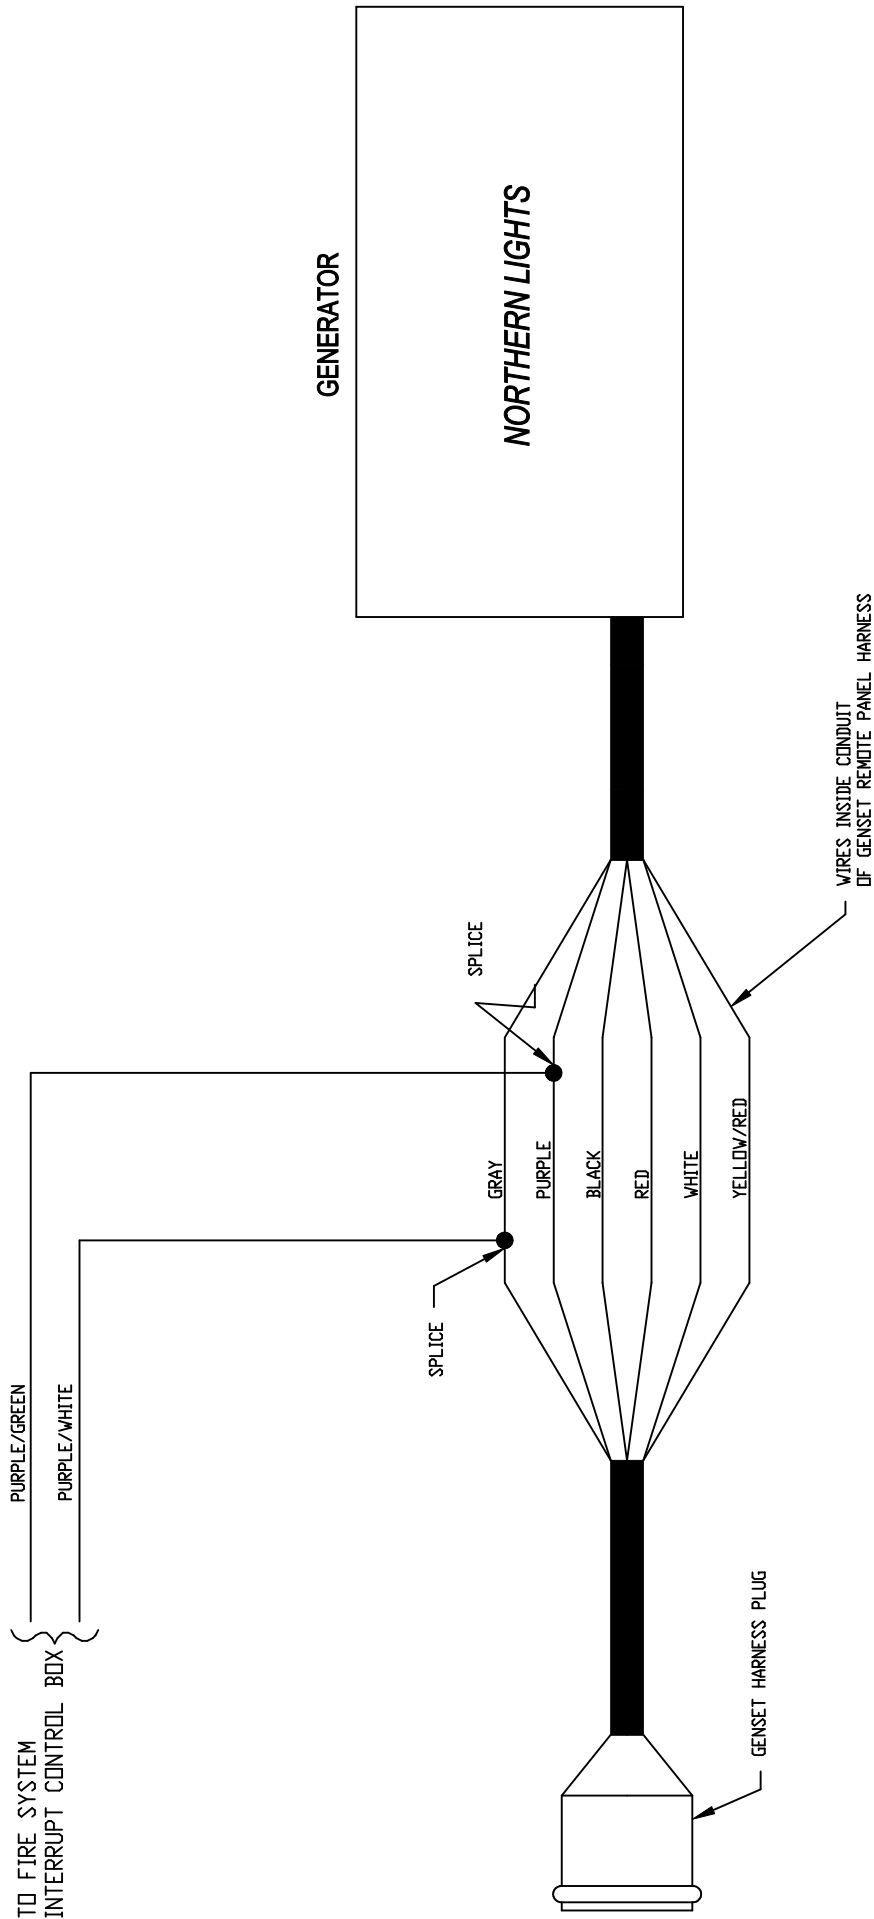 TO FIRE SYSTEM
INTERRUPT CONTROL BOX
PURPLE/GREEN
PURPLE/WHITE
GENERATOR
NORTHERN LIGHTS
SPLICE
SPLICE
GRAY
PURPLE
BLACK
RED
WHITE
YELLOW/RED
GENSET HARNESS PLUG
WIRES INSIDE CONDUIT
OF GENSET REMOTE PANEL HARNESS